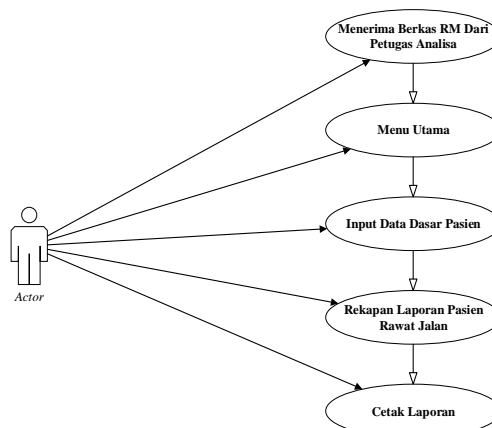 Menerima Berkas RM Dari
Petugas Analisa
Menu Utama
Input Data Dasar Pasien
Actor
Rekapan Laporan Pasien
Rawat Jalan
Cetak Laporan